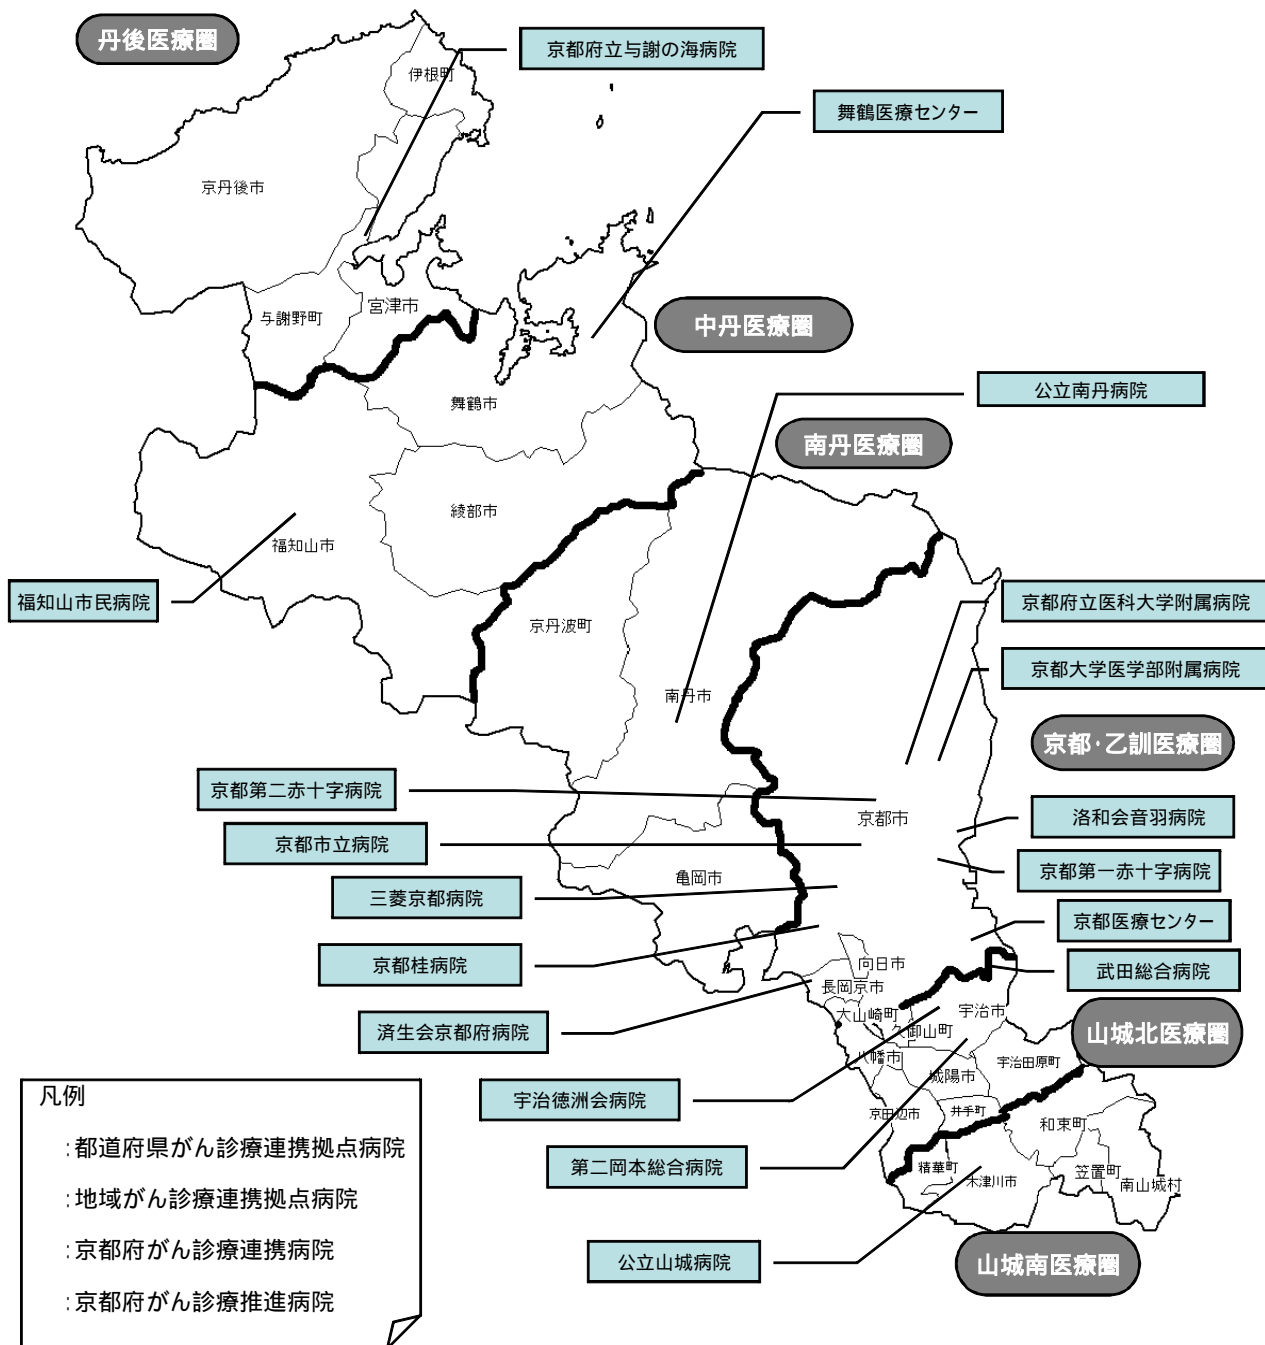 丹後医療圏
京都府立与謝の海病院
伊根町
舞鶴医療センター
京丹後市
宮津市
与謝野町
中丹医療圏
公立南丹病院
舞鶴市
南丹医療圏
綾部市
福知山市
福知山市民病院
京都府立医科大学附属病院
京丹波町
京都大学医学部附属病院
南丹市
京都・乙訓医療圏
京都第二赤十字病院
京都市
洛和会音羽病院
京都市立病院
京都第一赤十字病院
亀岡市
三菱京都病院
京都医療センター
京都桂病院
向日市
武田総合病院
長岡京市
大山崎町
宇治市
済生会京都府病院
久御山町
山城北医療圏
八幡市
宇治田原町
城陽市
宇治徳洲会病院
京田辺市
井手町
和束町
第二岡本総合病院
精華町
木津川市
笠置町
南山城村
公立山城病院
山城南医療圏
凡例
:都道府県がん診療連携拠点病院
:地域がん診療連携拠点病院
:京都府がん診療連携病院
:京都府がん診療推進病院